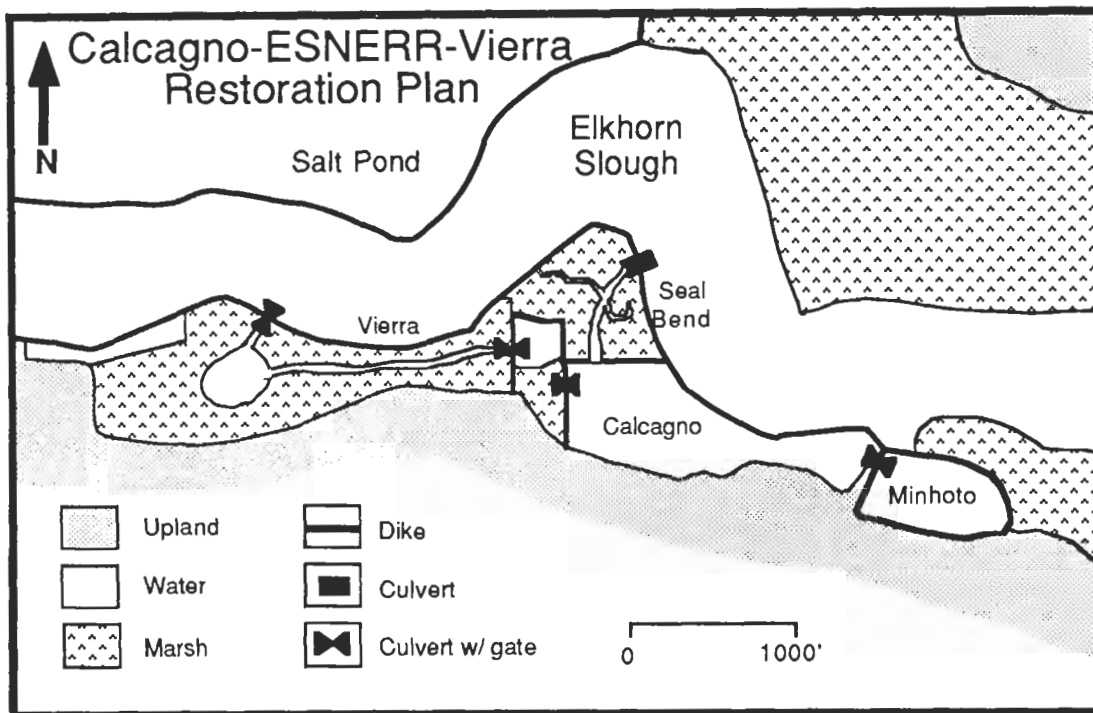 Calcagno-ESNERR-Vierra
Restoration Plan
N
Salt Pond
Elkhorn
Slough
Seal
Bend
Vierra
Calcagno
Minhoto
Upland
Dike
Water
Culvert
Marsh
Culvert w/ gate
0 1000'